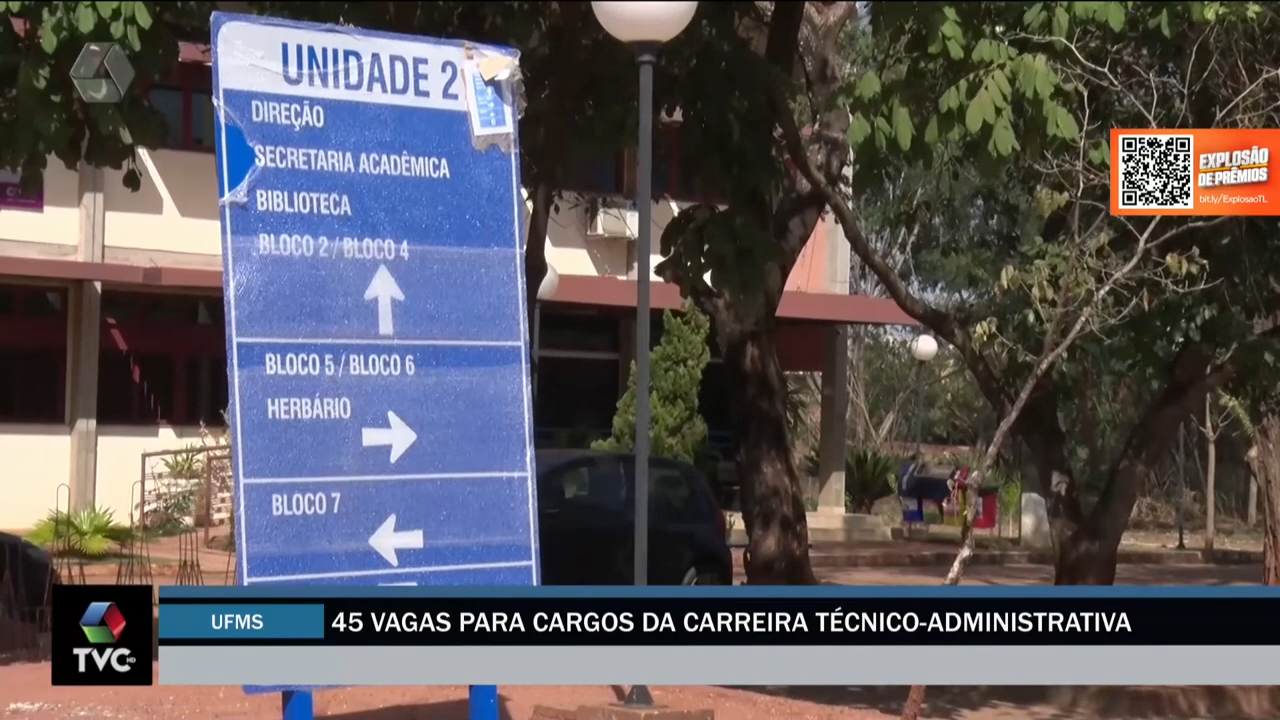 UNIDADE 2
DIREÇÃO
SECRETARIA ACADÊMICA
BIBLIOTECA
BLOCO 2 / BLOCO 4
BLOCO 5 / BLOCO 6
HERBÁRIO
BLOCO 7
EXPLOSÃO
DE PRÊMIOS
bit.ly/ExplosaoTL
UFMS
45 VAGAS PARA CARGOS DA CARREIRA TÉCNICO-ADMINISTRATIVA
TVC HD